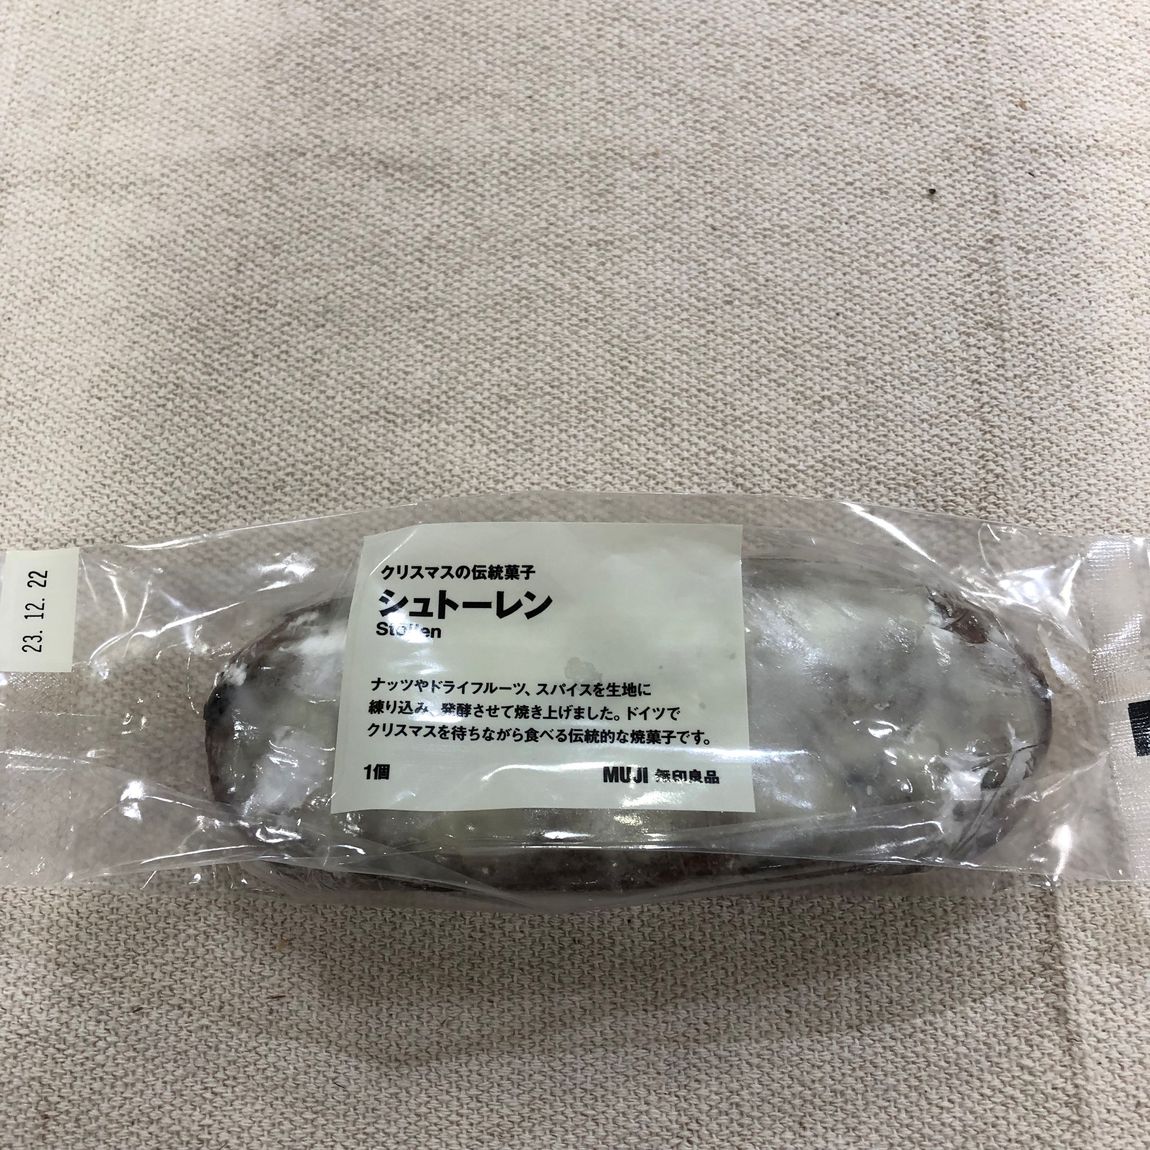 クリスマスの伝統菓子
シュトーレン
Stollen
ナッツやドライフルーツ、スパイスを生地に
練り込み、発酵させて焼き上げました。ドイツで
クリスマスを待ちながら食べる伝統的な焼菓子です。
1個
MUJI 無印良品
23. 12. 22